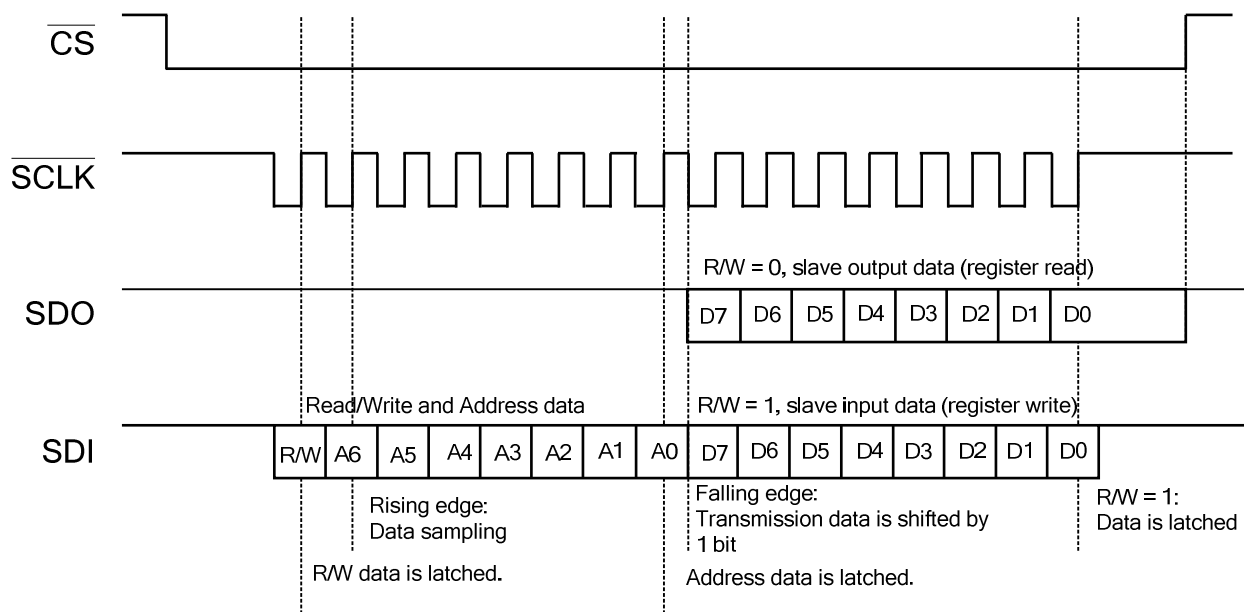 CS
SCLK
R/W = 0, slave output data (register read)
SDO
D7 D6 D5 D4 D3 D2 D1 D0
Read/Write and Address data
R/W = 1, slave input data (register write)
SDI
R/W A6 A5 A4 A3 A2 A1 A0 D7 D6 D5 D4 D3 D2 D1 D0
Rising edge:
Data sampling
Falling edge:
Transmission data is shifted by
1 bit
R/W = 1:
Data is latched
R/W data is latched.
Address data is latched.